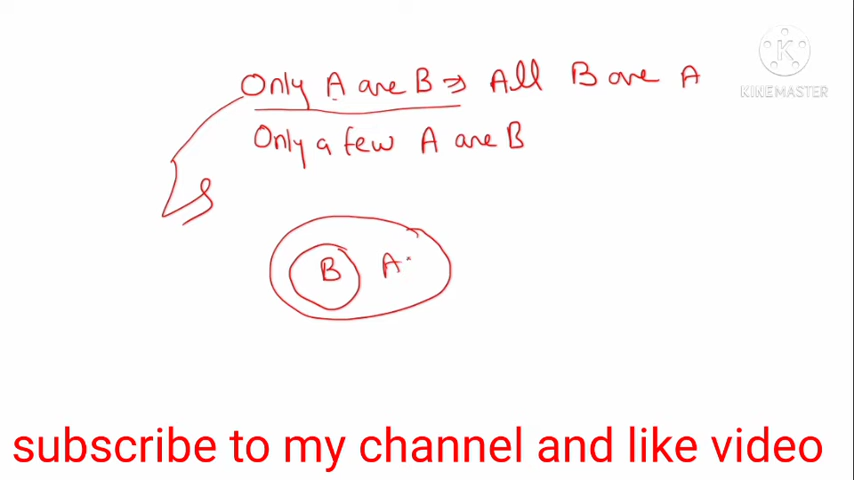 Only A are B ⇒ All B are A
KINEMASTER
Only a few A are B
B A
subscribe to my channel and like video